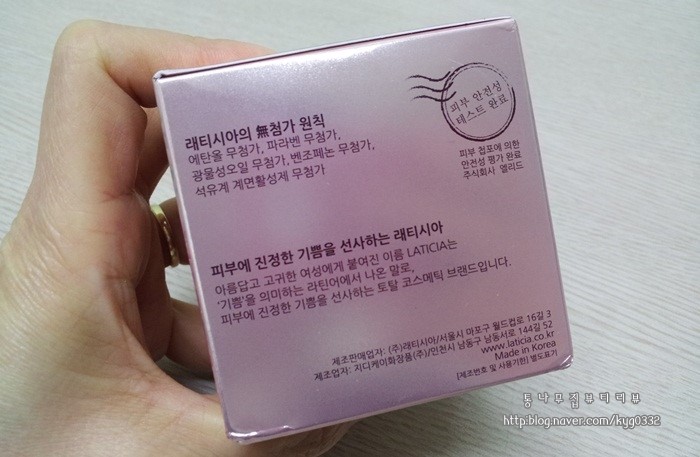 래티시아의 無첨가 원칙
에탄올 무첨가, 파라벤 무첨가,
광물성오일 무첨가, 벤조페논 무첨가,
석유계 계면활성제 무첨가
피부 안전성
테스트 완료
피부 첩포에 의한
안전성 평가 완료
주식회사 엘리드
피부에 진정한 기쁨을 선사하는 래티시아
아름답고 고귀한 여성에게 붙여진 이름 LATICIA는
'기쁨'을 의미하는 라틴어에서 나온 말로,
피부에 진정한 기쁨을 선사하는 토탈 코스메틱 브랜드입니다.
제조판매업자: (주)래티시아/서울시 마포구 월드컵로 16길 3
제조업자: 지디케이화장품(주)/인천시 남동구 남동서로 144길 52
www.laticia.co.kr
Made in Korea
[제조번호 및 사용기한] 별도표기
통나무집뷰티리뷰
http:blog.naver.com/kyg0332